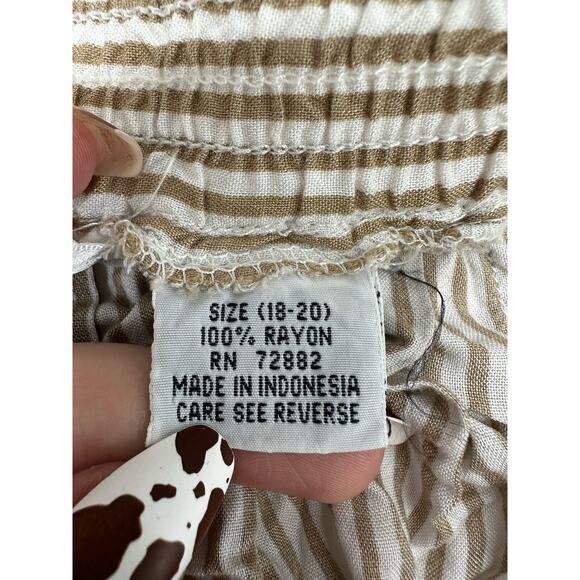 SIZE (18-20)
100% RAYON
RN 72882
MADE IN INDONESIA
CARE SEE REVERSE